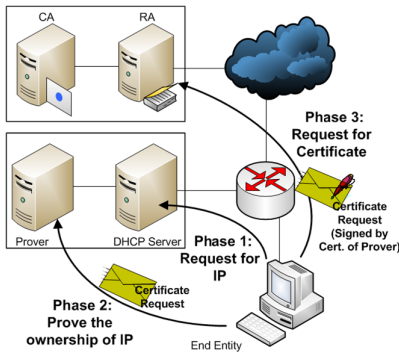 CA
RA
Phase 3:
Request for
Certificate
Certificate
Request
(Signed by
Cert. of Prover)
Prover
DHCP Server
Phase 1:
Request for
IP
Certificate
Request
Phase 2:
Prove the
ownership of IP
End Entity